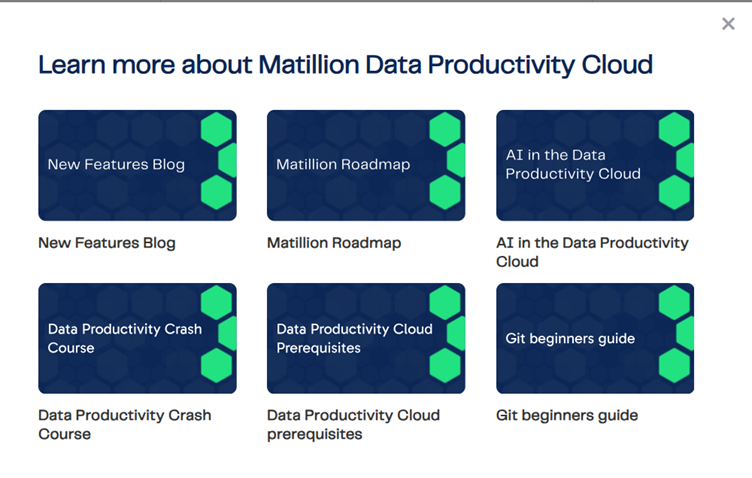 Learn more about Matillion Data Productivity Cloud
New Features Blog
Matillion Roadmap
AI in the Data
Productivity Cloud
New Features Blog
Matillion Roadmap
AI in the Data Productivity
Cloud
Data Productivity Crash
Course
Data Productivity Cloud
Prerequisites
Git beginners guide
Data Productivity Crash
Course
Data Productivity Cloud
prerequisites
Git beginners guide